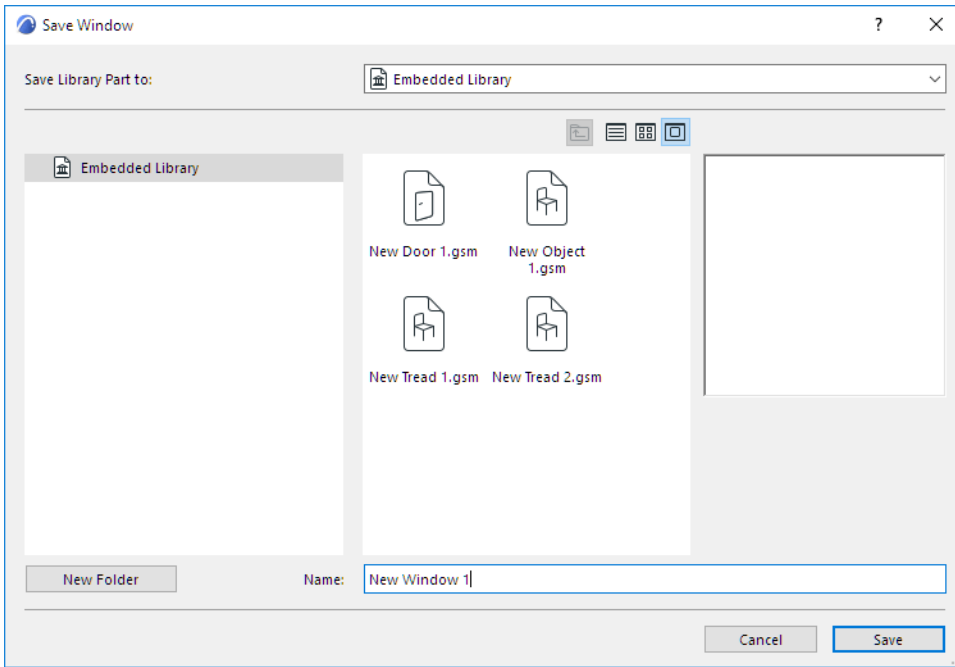 Save Window
?
Save Library Part to:
Embedded Library
Embedded Library
New Door 1.gsm
New Object
1.gsm
New Tread 1.gsm
New Tread 2.gsm
New Folder
Name:
New Window 1
Cancel
Save